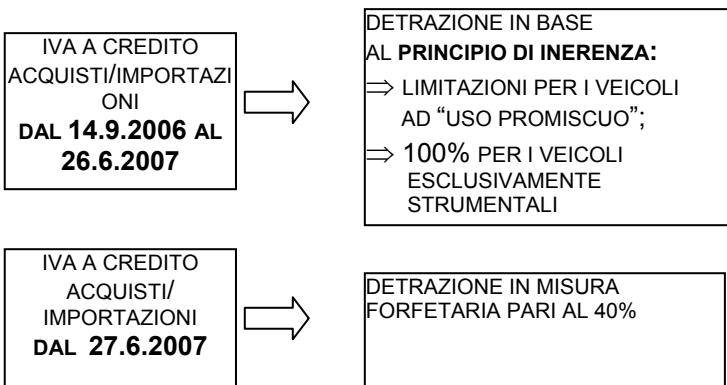 IVA A CREDITO
ACQUISTI/IMPORTAZI
ONI
DAL 14.9.2006 AL
26.6.2007
DETRAZIONE IN BASE
AL PRINCIPIO DI INERENZA:
⇒ LIMITAZIONI PER I VEICOLI
AD “USO PROMISCUO”;
⇒ 100% PER I VEICOLI
ESCLUSIVAMENTE
STRUMENTALI
IVA A CREDITO
ACQUISTI/
IMPORTAZIONI
DAL 27.6.2007
DETRAZIONE IN MISURA
FORFETARIA PARI AL 40%